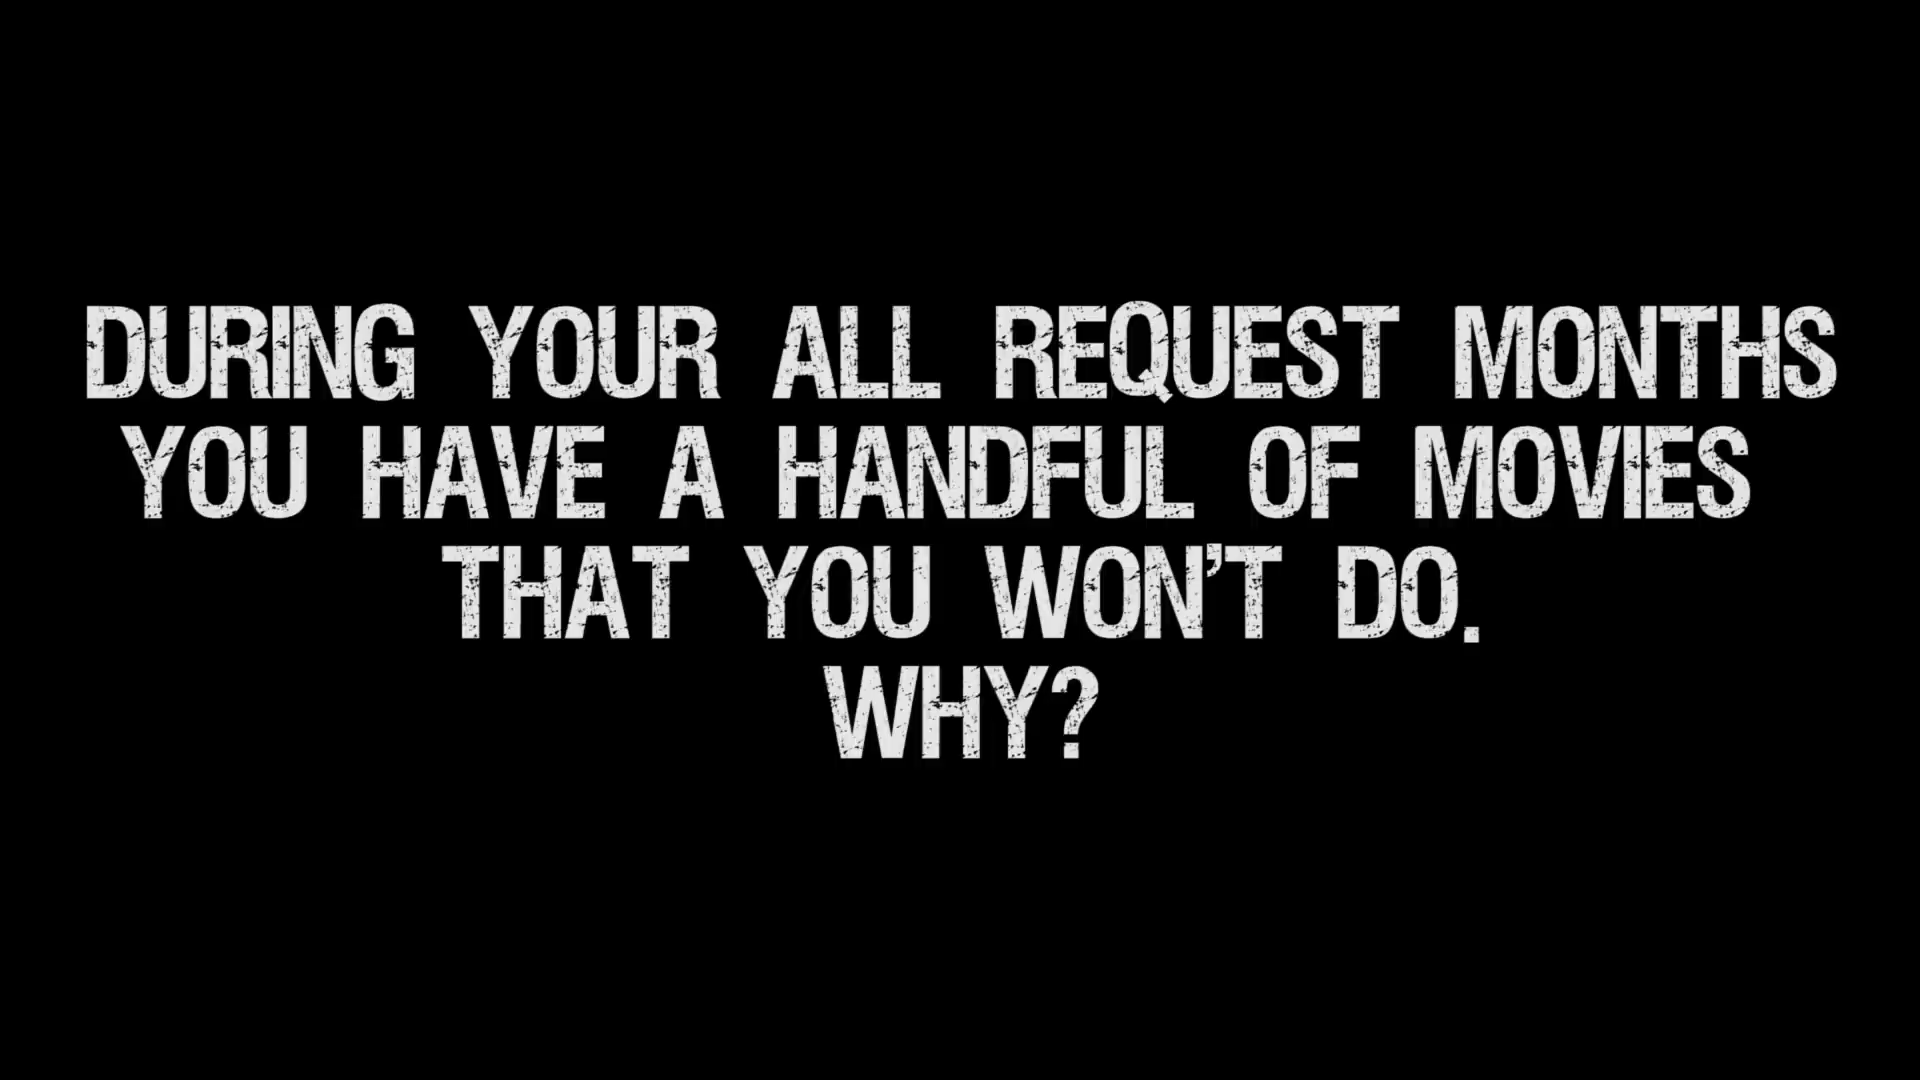 DURING YOUR ALL REQUEST MONTHS
YOU HAVE A HANDFUL OF MOVIES
THAT YOU WON'T DO.
WHY?